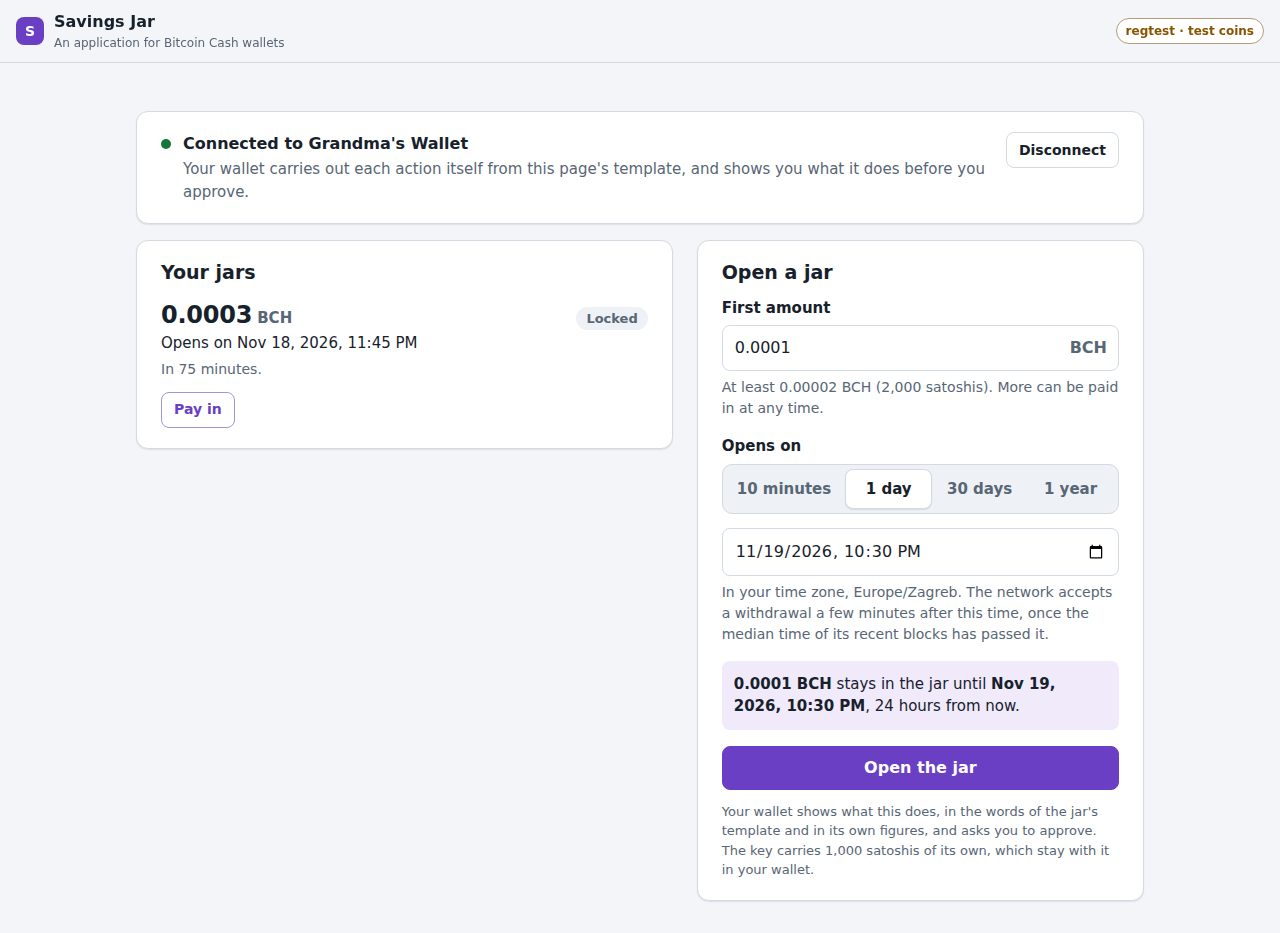 S
Savings Jar
An application for Bitcoin Cash wallets
regtest · test coins
Connected to Grandma's Wallet
Your wallet carries out each action itself from this page's template, and shows you what it does before you
approve.
Disconnect
Your jars
0.0003 BCH
Locked
Opens on Nov 18, 2026, 11:45 PM
In 75 minutes.
Pay in
Open a jar
First amount
0.0001 BCH
At least 0.00002 BCH (2,000 satoshis). More can be paid
in at any time.
Opens on
10 minutes 1 day 30 days 1 year
11/19/2026, 10:30 PM
In your time zone, Europe/Zagreb. The network accepts
a withdrawal a few minutes after this time, once the
median time of its recent blocks has passed it.
0.0001 BCH stays in the jar until Nov 19,
2026, 10:30 PM, 24 hours from now.
Open the jar
Your wallet shows what this does, in the words of the jar's
template and in its own figures, and asks you to approve.
The key carries 1,000 satoshis of its own, which stay with it
in your wallet.